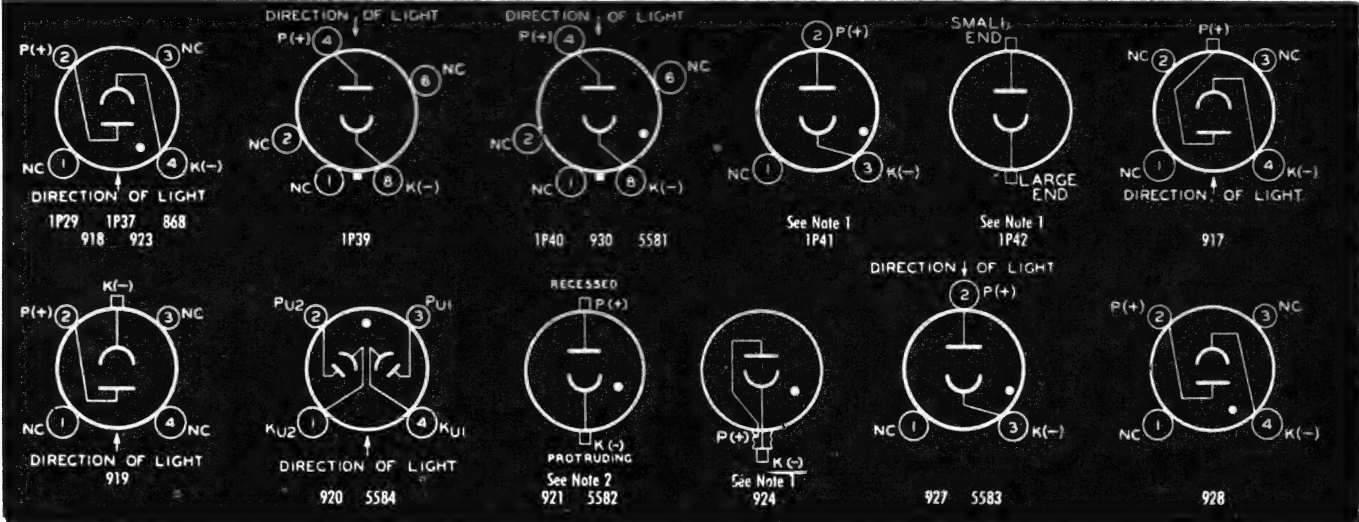 P(+) 2 3 NC
NC 1 4 K(-)
DIRECTION OF LIGHT
1P29 1P37 868
918 923
DIRECTION OF LIGHT
P(+) 4
6 NC
NC 2
NC 1 8 K(-)
1P39
DIRECTION OF LIGHT
P(+) 4
6 NC
NC 2
NC 1 8 K(-)
1P40 930 5581
2 P(+)
NC 1 3 K(-)
See Note 1
1P41
SMALL
END
LARGE
END
See Note 1
1P42
P(+)
NC 2 3 NC
NC 1 4 K(-)
DIRECTION OF LIGHT
917
K(-)
P(+) 2 3 NC
NC 1 4 NC
DIRECTION OF LIGHT
919
PU2 2 3 PU1
KU2 1 4 KU1
DIRECTION OF LIGHT
920 5584
RECESSED
P(+)
K(-)
PROTRUDING
See Note 2
921 5582
P(+)
K(-)
See Note 1
924
DIRECTION OF LIGHT
2 P(+)
NC 1 3 K(-)
927 5583
P(+) 2 3 NC
NC 1 4 K(-)
928